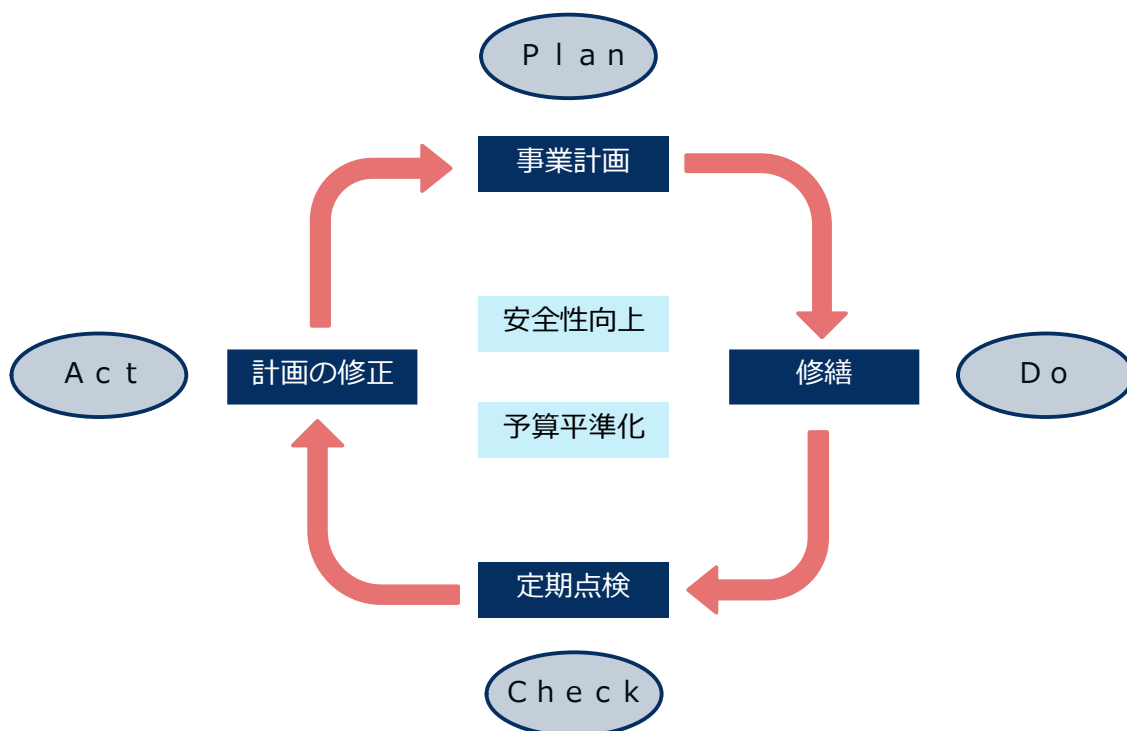 Ｐｌａｎ
事業計画
安全性向上
Ａｃｔ
計画の修正
修繕
Ｄｏ
予算平準化
定期点検
Ｃｈｅｃｋ